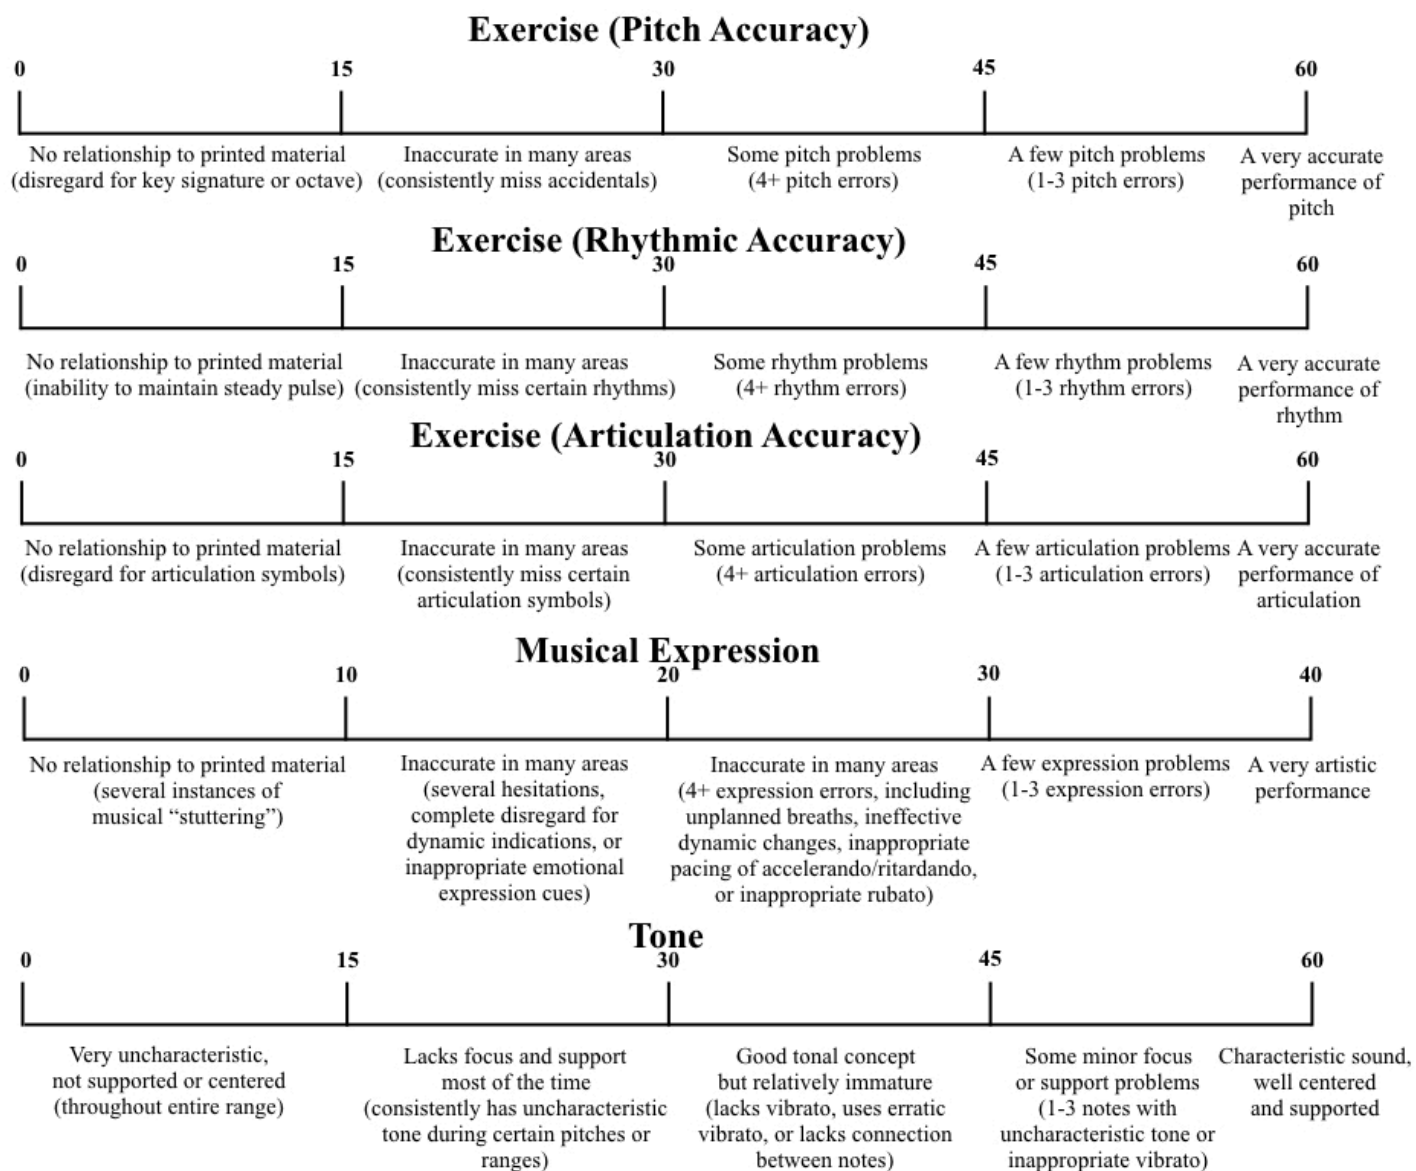 Exercise (Pitch Accuracy)
0 15 30 45 60
No relationship to printed material
(disregard for key signature or octave)
Inaccurate in many areas
(consistently miss accidentals)
Some pitch problems
(4+ pitch errors)
A few pitch problems
(1-3 pitch errors)
A very accurate
performance of
pitch
Exercise (Rhythmic Accuracy)
0 15 30 45 60
No relationship to printed material
(inability to maintain steady pulse)
Inaccurate in many areas
(consistently miss certain rhythms)
Some rhythm problems
(4+ rhythm errors)
A few rhythm problems
(1-3 rhythm errors)
A very accurate
performance of
rhythm
Exercise (Articulation Accuracy)
0 15 30 45 60
No relationship to printed material
(disregard for articulation symbols)
Inaccurate in many areas
(consistently miss certain
articulation symbols)
Some articulation problems
(4+ articulation errors)
A few articulation problems
(1-3 articulation errors)
A very accurate
performance of
articulation
Musical Expression
0 10 20 30 40
No relationship to printed material
(several instances of
musical “stuttering”)
Inaccurate in many areas
(several hesitations,
complete disregard for
dynamic indications, or
inappropriate emotional
expression cues)
Inaccurate in many areas
(4+ expression errors, including
unplanned breaths, ineffective
dynamic changes, inappropriate
pacing of accelerando/ritardando,
or inappropriate rubato)
A few expression problems
(1-3 expression errors)
A very artistic
performance
Tone
0 15 30 45 60
Very uncharacteristic,
not supported or centered
(throughout entire range)
Lacks focus and support
most of the time
(consistently has uncharacteristic
tone during certain pitches or
ranges)
Good tonal concept
but relatively immature
(lacks vibrato, uses erratic
vibrato, or lacks connection
between notes)
Some minor focus
or support problems
(1-3 notes with
uncharacteristic tone or
inappropriate vibrato)
Characteristic sound,
well centered
and supported